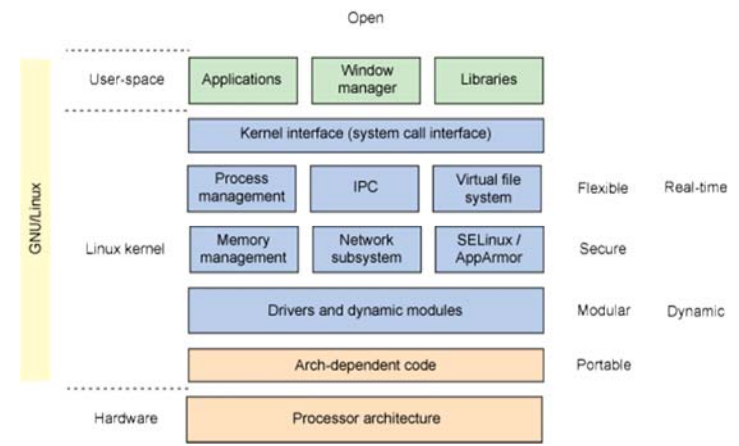 Open
User-space
Applications
Window
manager
Libraries
Kernel interface (system call interface)
GNU/Linux
Linux kernel
Process
management
IPC
Virtual file
system
Flexible
Real-time
Memory
management
Network
subsystem
SELinux /
AppArmor
Secure
Drivers and dynamic modules
Modular
Dynamic
Arch-dependent code
Portable
Hardware
Processor architecture